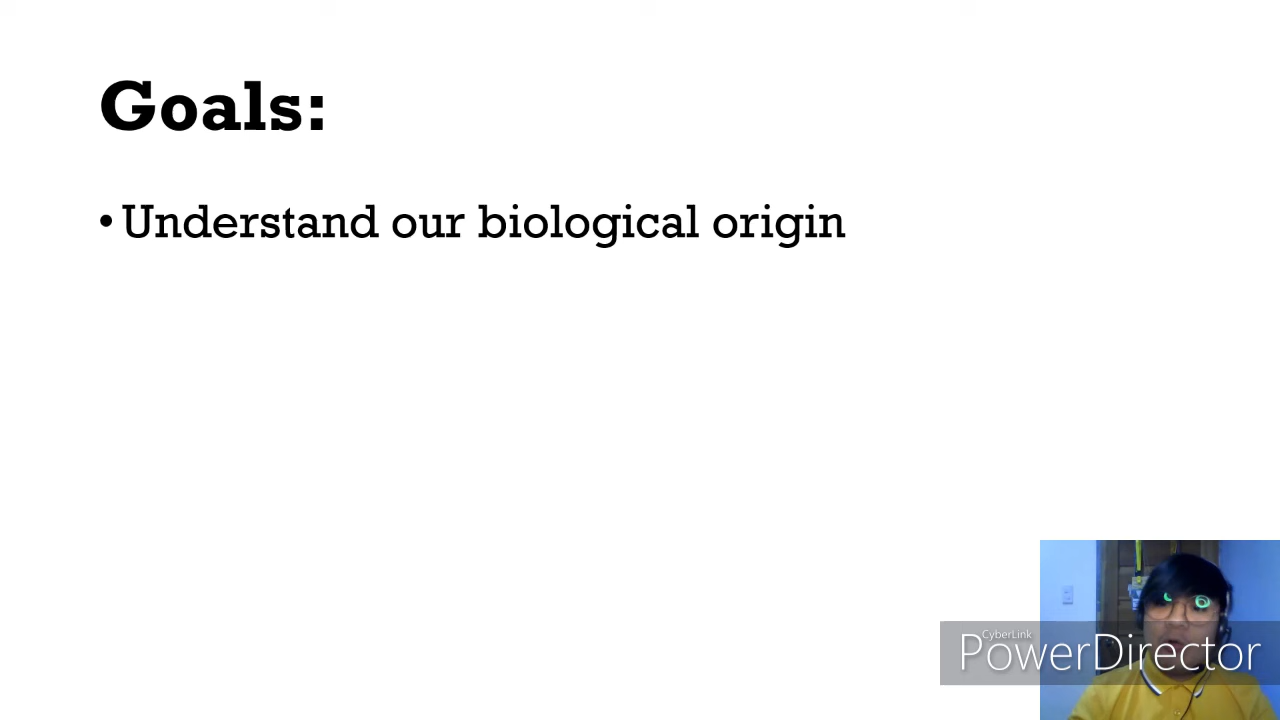 Goals:
• Understand our biological origin
CyberLink
PowerDirector